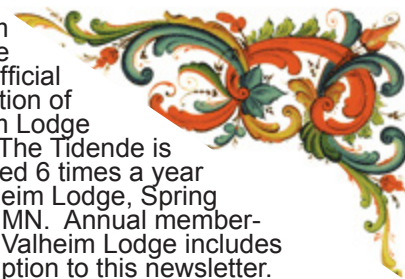 fficial
tion of
Lodge
The Tidende is
ed 6 times a year
eim Lodge, Spring
MN. Annual member-
Valheim Lodge includes
ption to this newsletter.